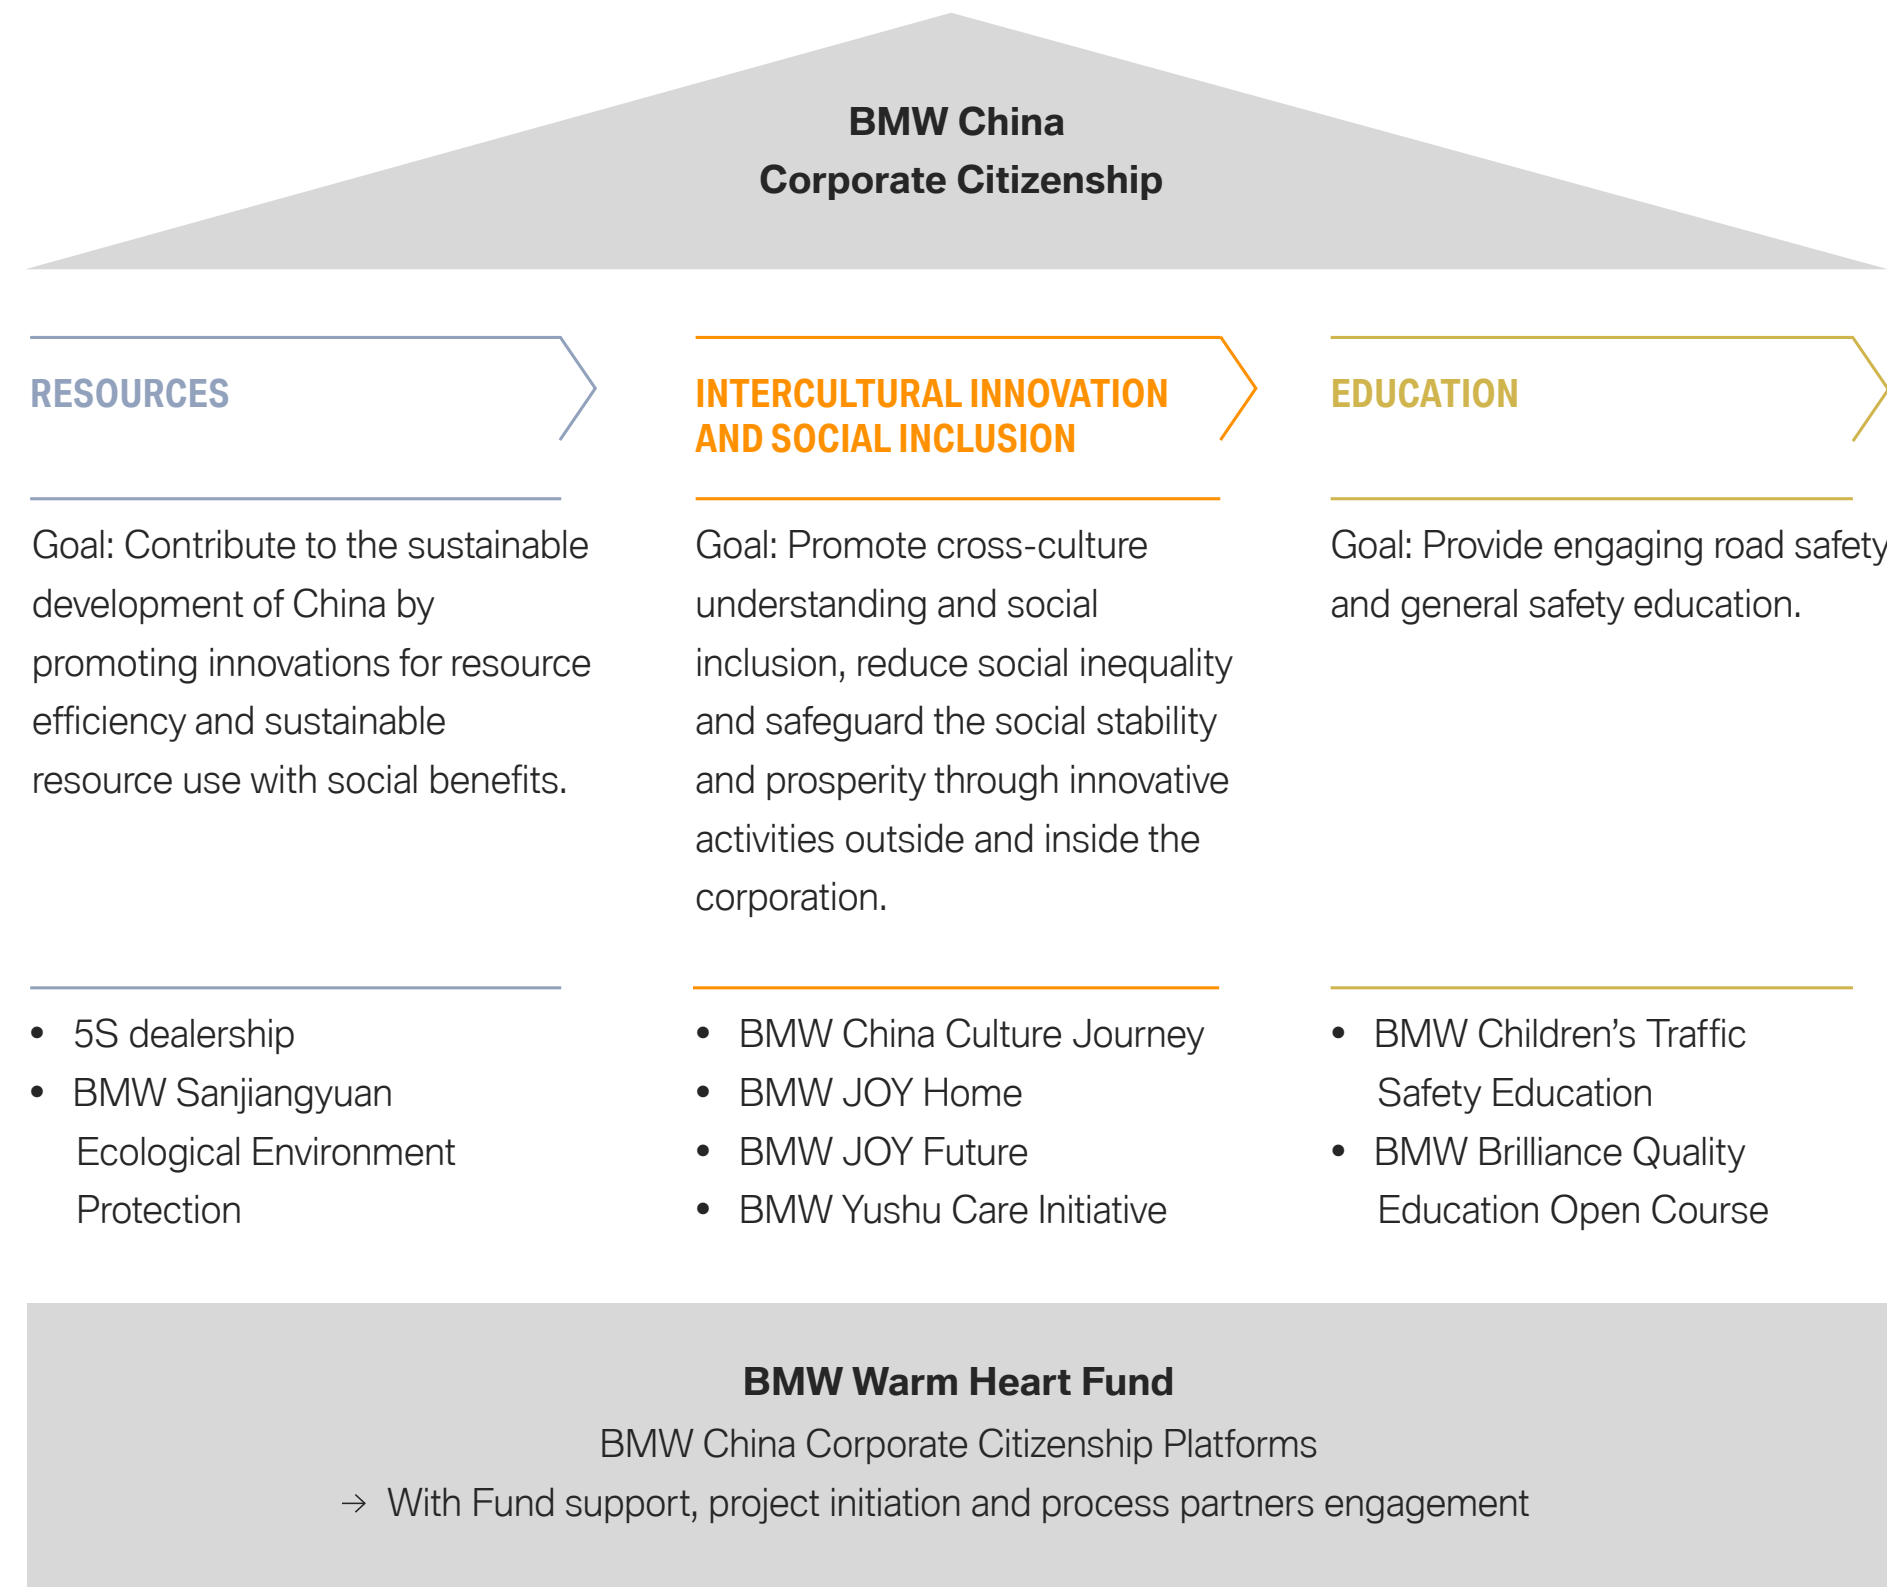 BMW China
Corporate Citizenship
RESOURCES
Goal: Contribute to the sustainable
development of China by
promoting innovations for resource
efficiency and sustainable
resource use with social benefits.
• 5S dealership
• BMW Sanjiangyuan
Ecological Environment
Protection
INTERCULTURAL INNOVATION
AND SOCIAL INCLUSION
Goal: Promote cross-culture
understanding and social
inclusion, reduce social inequality
and safeguard the social stability
and prosperity through innovative
activities outside and inside the
corporation.
• BMW China Culture Journey
• BMW JOY Home
• BMW JOY Future
• BMW Yushu Care Initiative
EDUCATION
Goal: Provide engaging road safety
and general safety education.
• BMW Children’s Traffic
Safety Education
• BMW Brilliance Quality
Education Open Course
BMW Warm Heart Fund
BMW China Corporate Citizenship Platforms
→ With Fund support, project initiation and process partners engagement